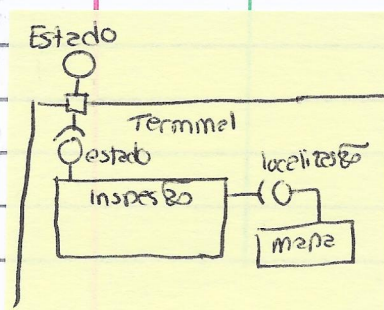 Estado
Terminal
estado
localização
inspeção
mapa